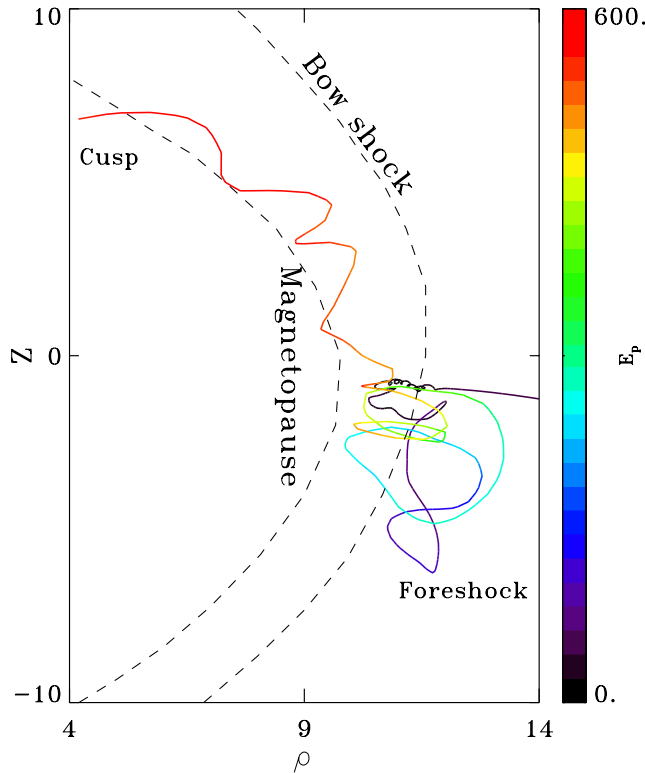 10
600.
Bow shock
Cusp
Magnetopause
Z
0
E_p
Foreshock
−10
0.
4
9
14
ρ